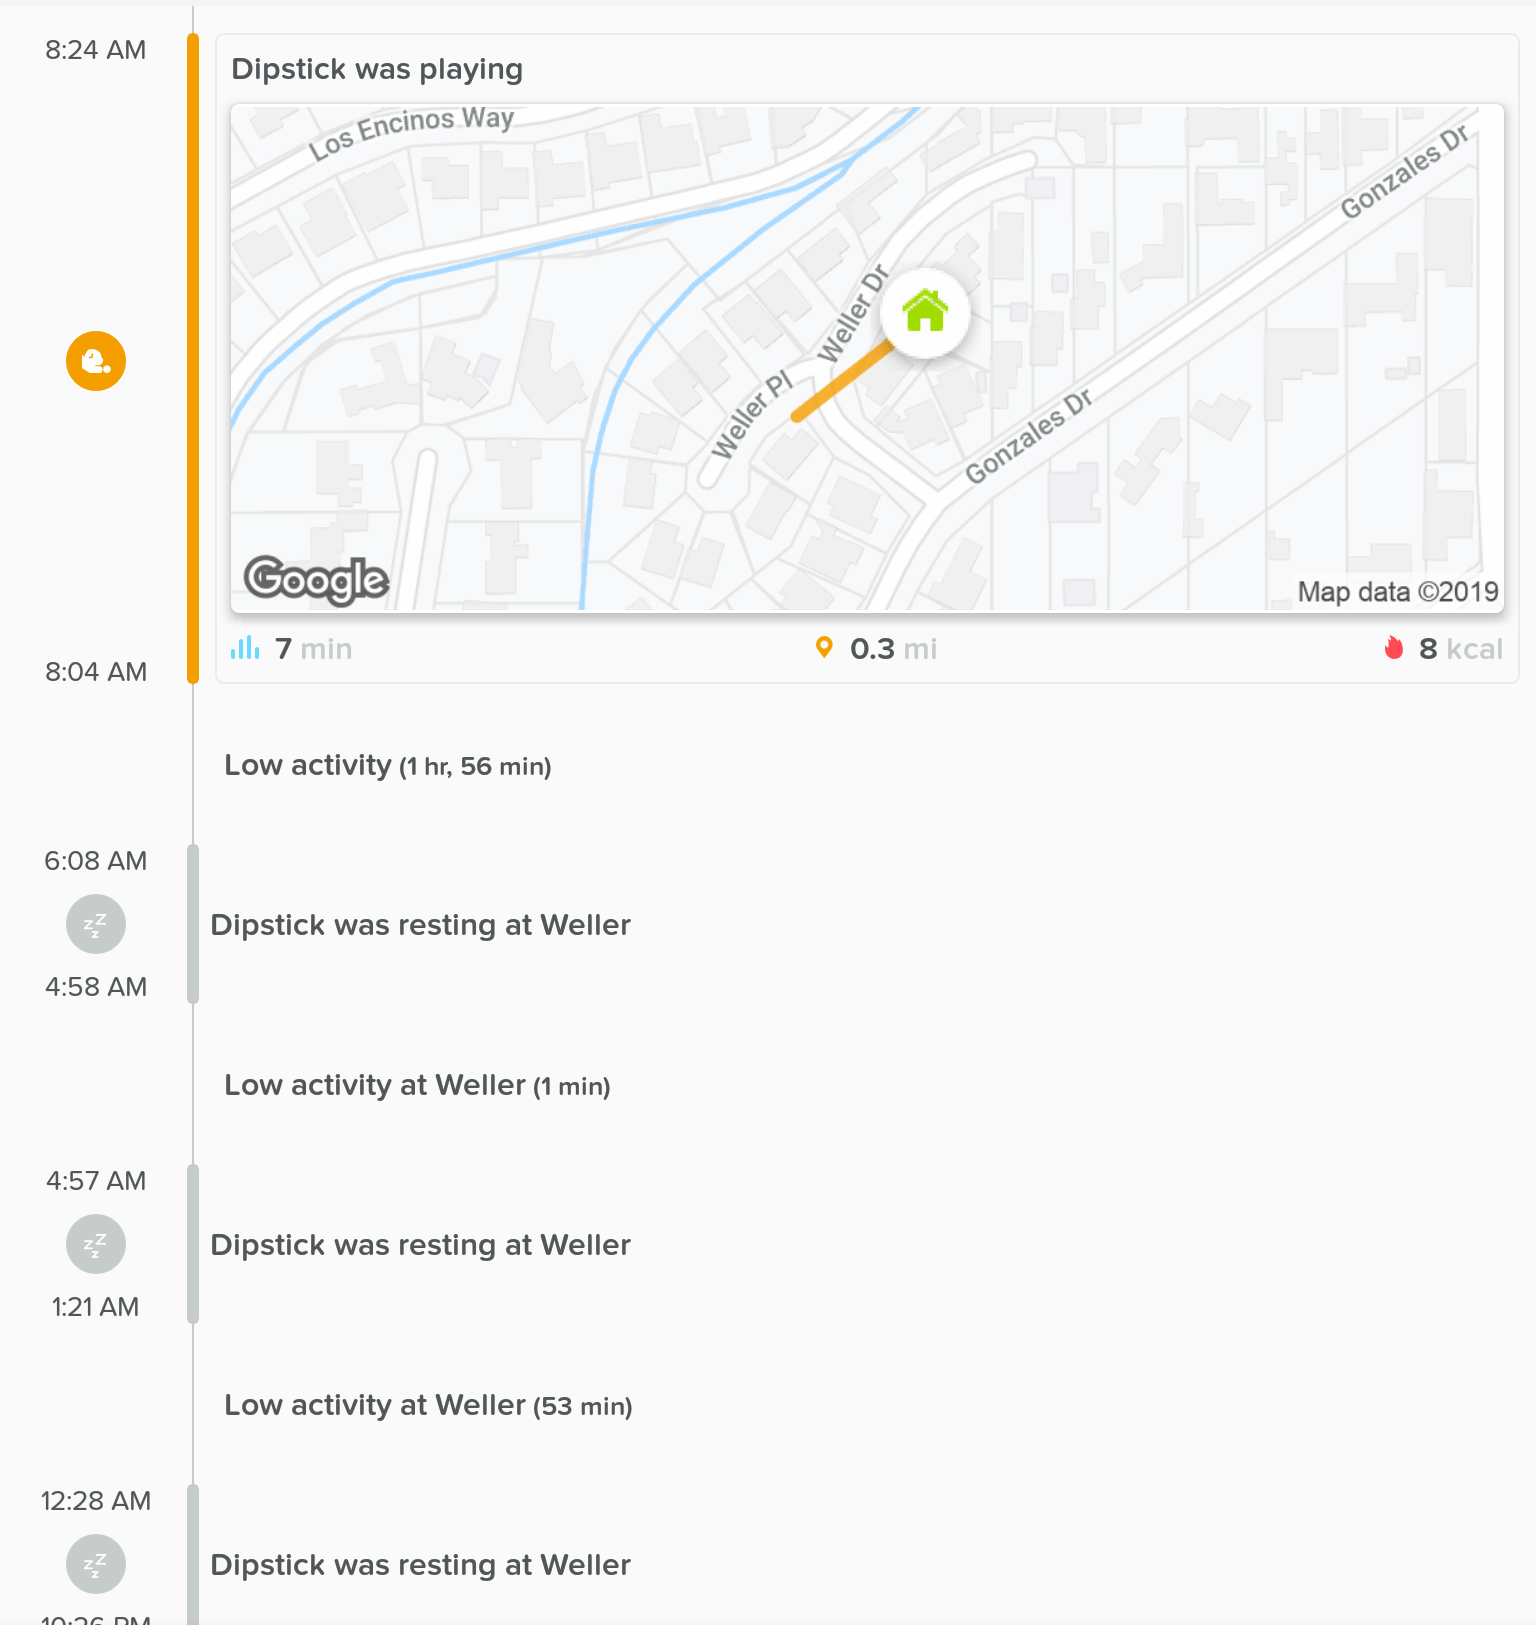 8:24 AM
Dipstick was playing
Los Encinos Way
Gonzales Dr
Weller Dr
Weller Pl
Gonzales Dr
Google
Map data ©2019
7 min
0.3 mi
8 kcal
8:04 AM
Low activity (1 hr, 56 min)
6:08 AM
zzz
Dipstick was resting at Weller
4:58 AM
Low activity at Weller (1 min)
4:57 AM
zzz
Dipstick was resting at Weller
1:21 AM
Low activity at Weller (53 min)
12:28 AM
zzz
Dipstick was resting at Weller